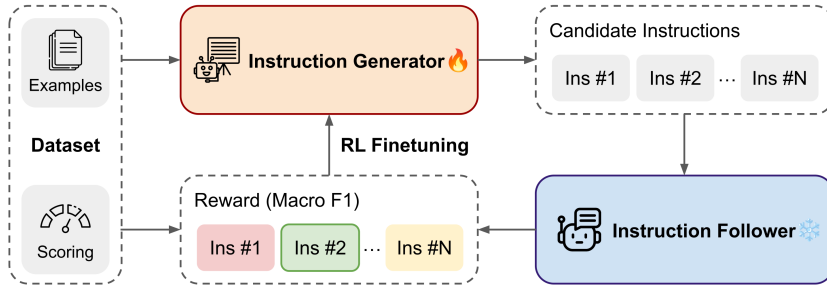 Examples
Dataset
Scoring
Instruction Generator
Candidate Instructions
Ins #1 Ins #2 ... Ins #N
RL Finetuning
Reward (Macro F1)
Ins #1 Ins #2 ... Ins #N
Instruction Follower